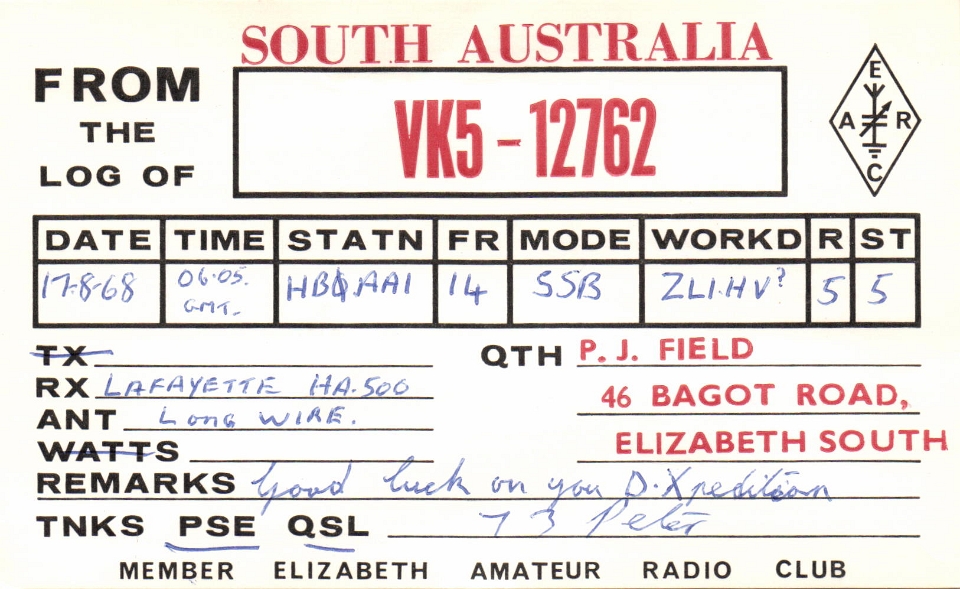 SOUTH AUSTRALIA
FROM
THE
LOG OF
VK5-12762
E
A R
C
DATE TIME STATN FR MODE WORKD R ST
17-8-68 06.05. GMT. HBØAAI 14 SSB ZL1.HV? 5 5
TX
QTH P. J. FIELD
RX LAFAYETTE HA.500
46 BAGOT ROAD,
ANT LONG WIRE.
ELIZABETH SOUTH
WATTS
REMARKS Good luck on you D.Xpedition
TNKS PSE QSL 73 Peter
MEMBER ELIZABETH AMATEUR RADIO CLUB